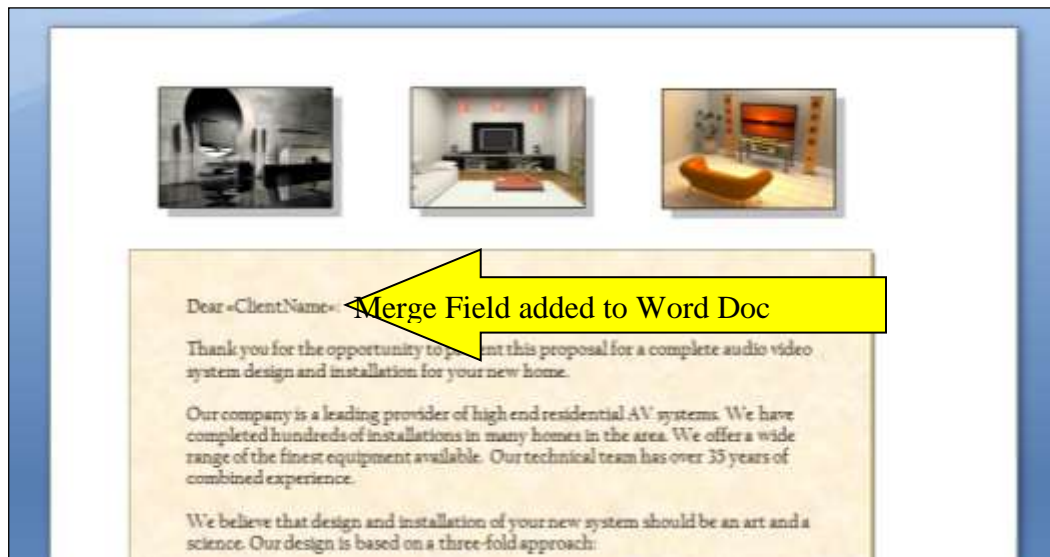 Dear «ClientName»:
Merge Field added to Word Doc
Thank you for the opportunity to p ent this proposal for a complete audio video
system design and installation for your new home.
Our company is a leading provider of high end residential AV systems. We have
completed hundreds of installations in many homes in the area. We offer a wide
range of the finest equipment available. Our technical team has over 35 years of
combined experience.
We believe that design and installation of your new system should be an art and a
science. Our design is based on a three-fold approach: